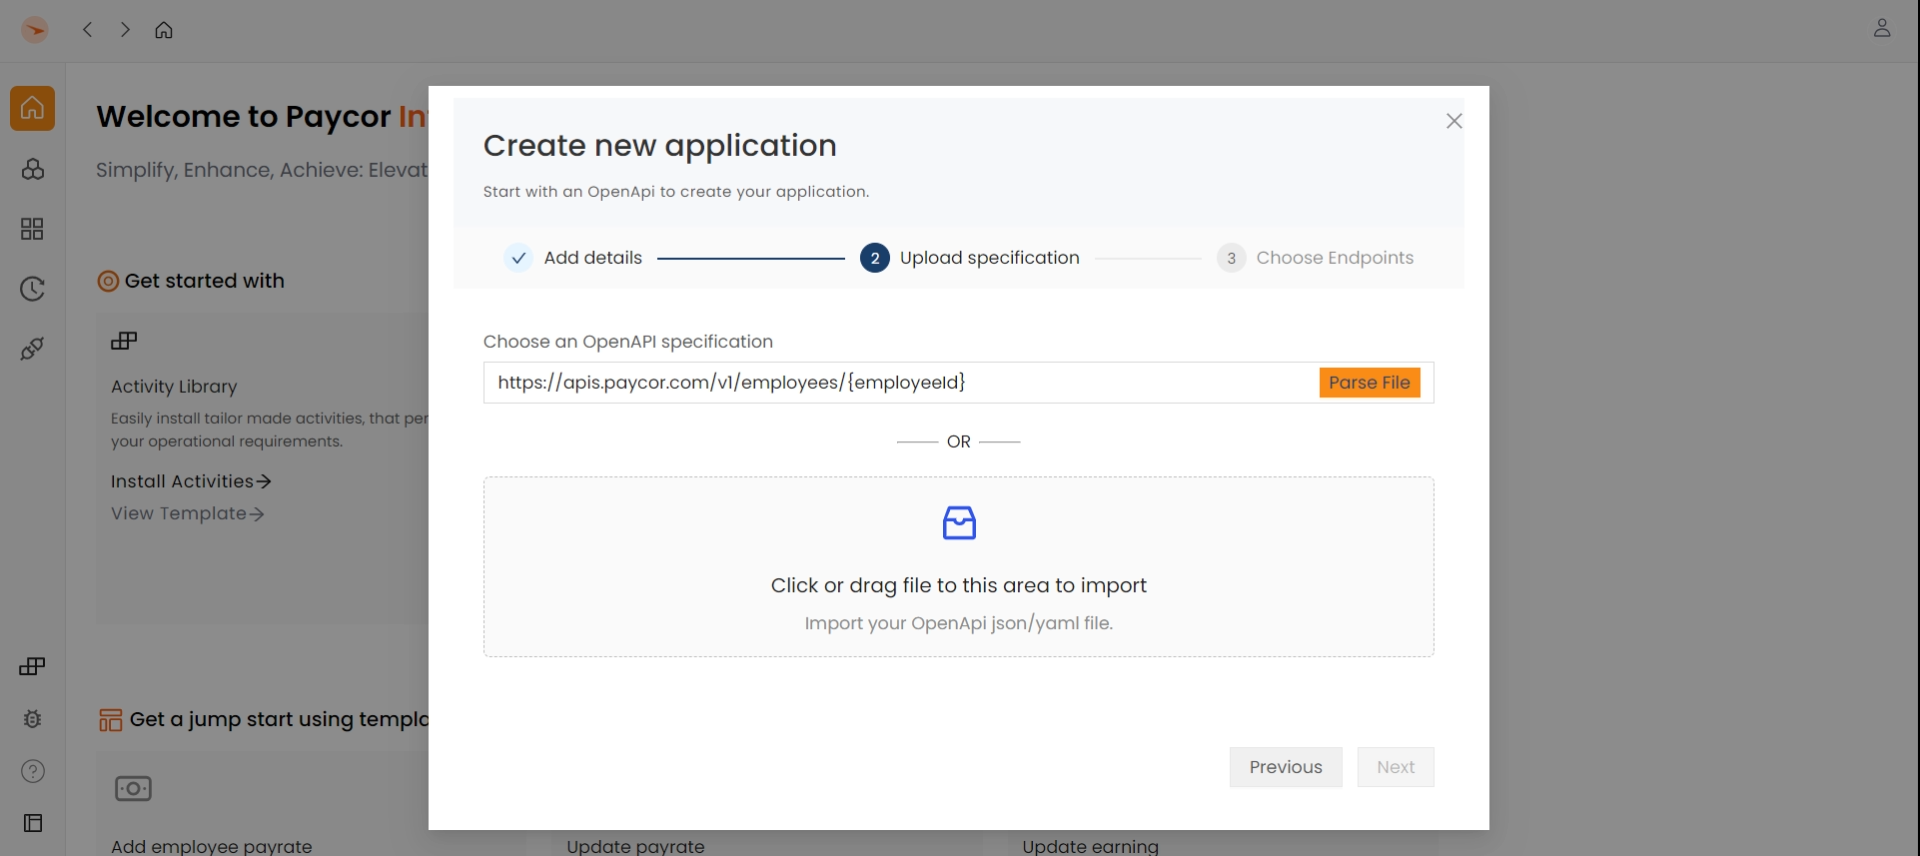 Welcome to Paycor
Simplify, Enhance, Achieve:
Get started with
Activity Library
Easily install tailor made activities, that
your operational requirements.
Install Activities
View Template
Get a jump start using
Add employee payrate
Update payrate
Update earning
Create new application
Start with an OpenApi to create your application.
Add details
2 Upload specification
3 Choose Endpoints
Choose an OpenAPI specification
https://apis.paycor.com/v1/employees/{employeeId}
Parse File
OR
Click or drag file to this area to import
Import your OpenApi json/yaml file.
Previous
Next